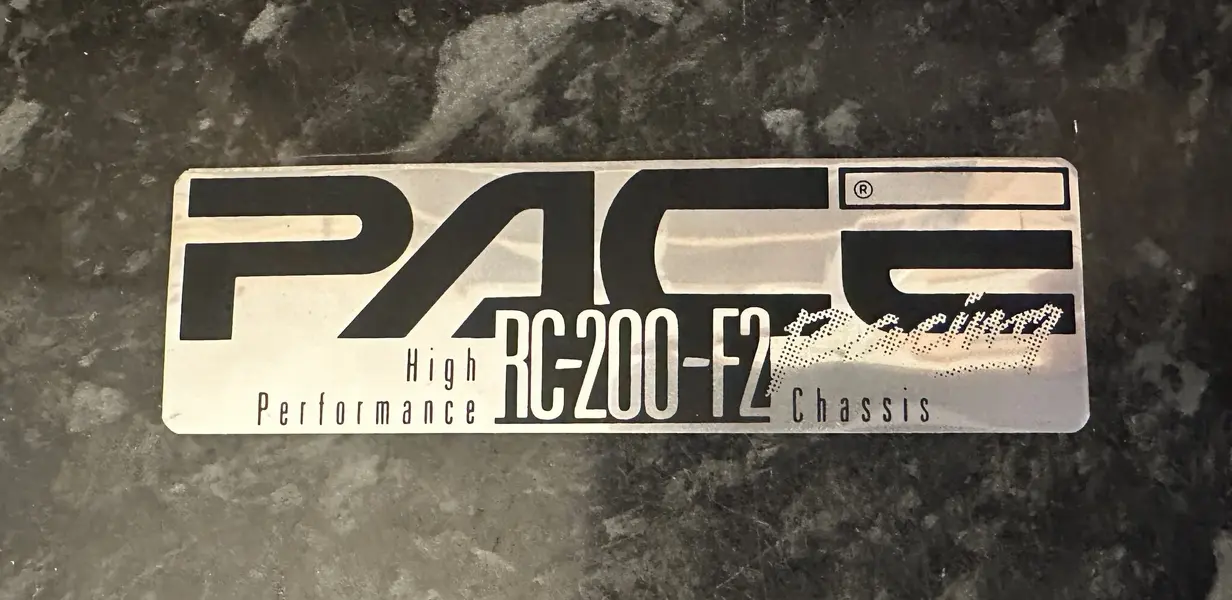 PACE ®
RC-200-F2 Racing
High
Performance Chassis